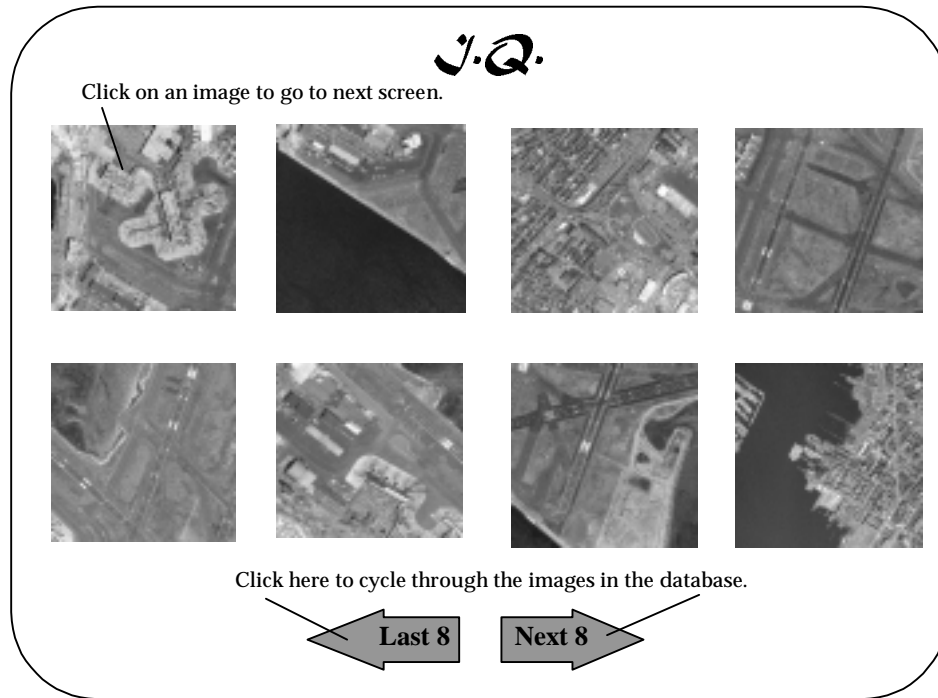 J.Q.
Click on an image to go to next screen.
Click here to cycle through the images in the database.
Last 8
Next 8